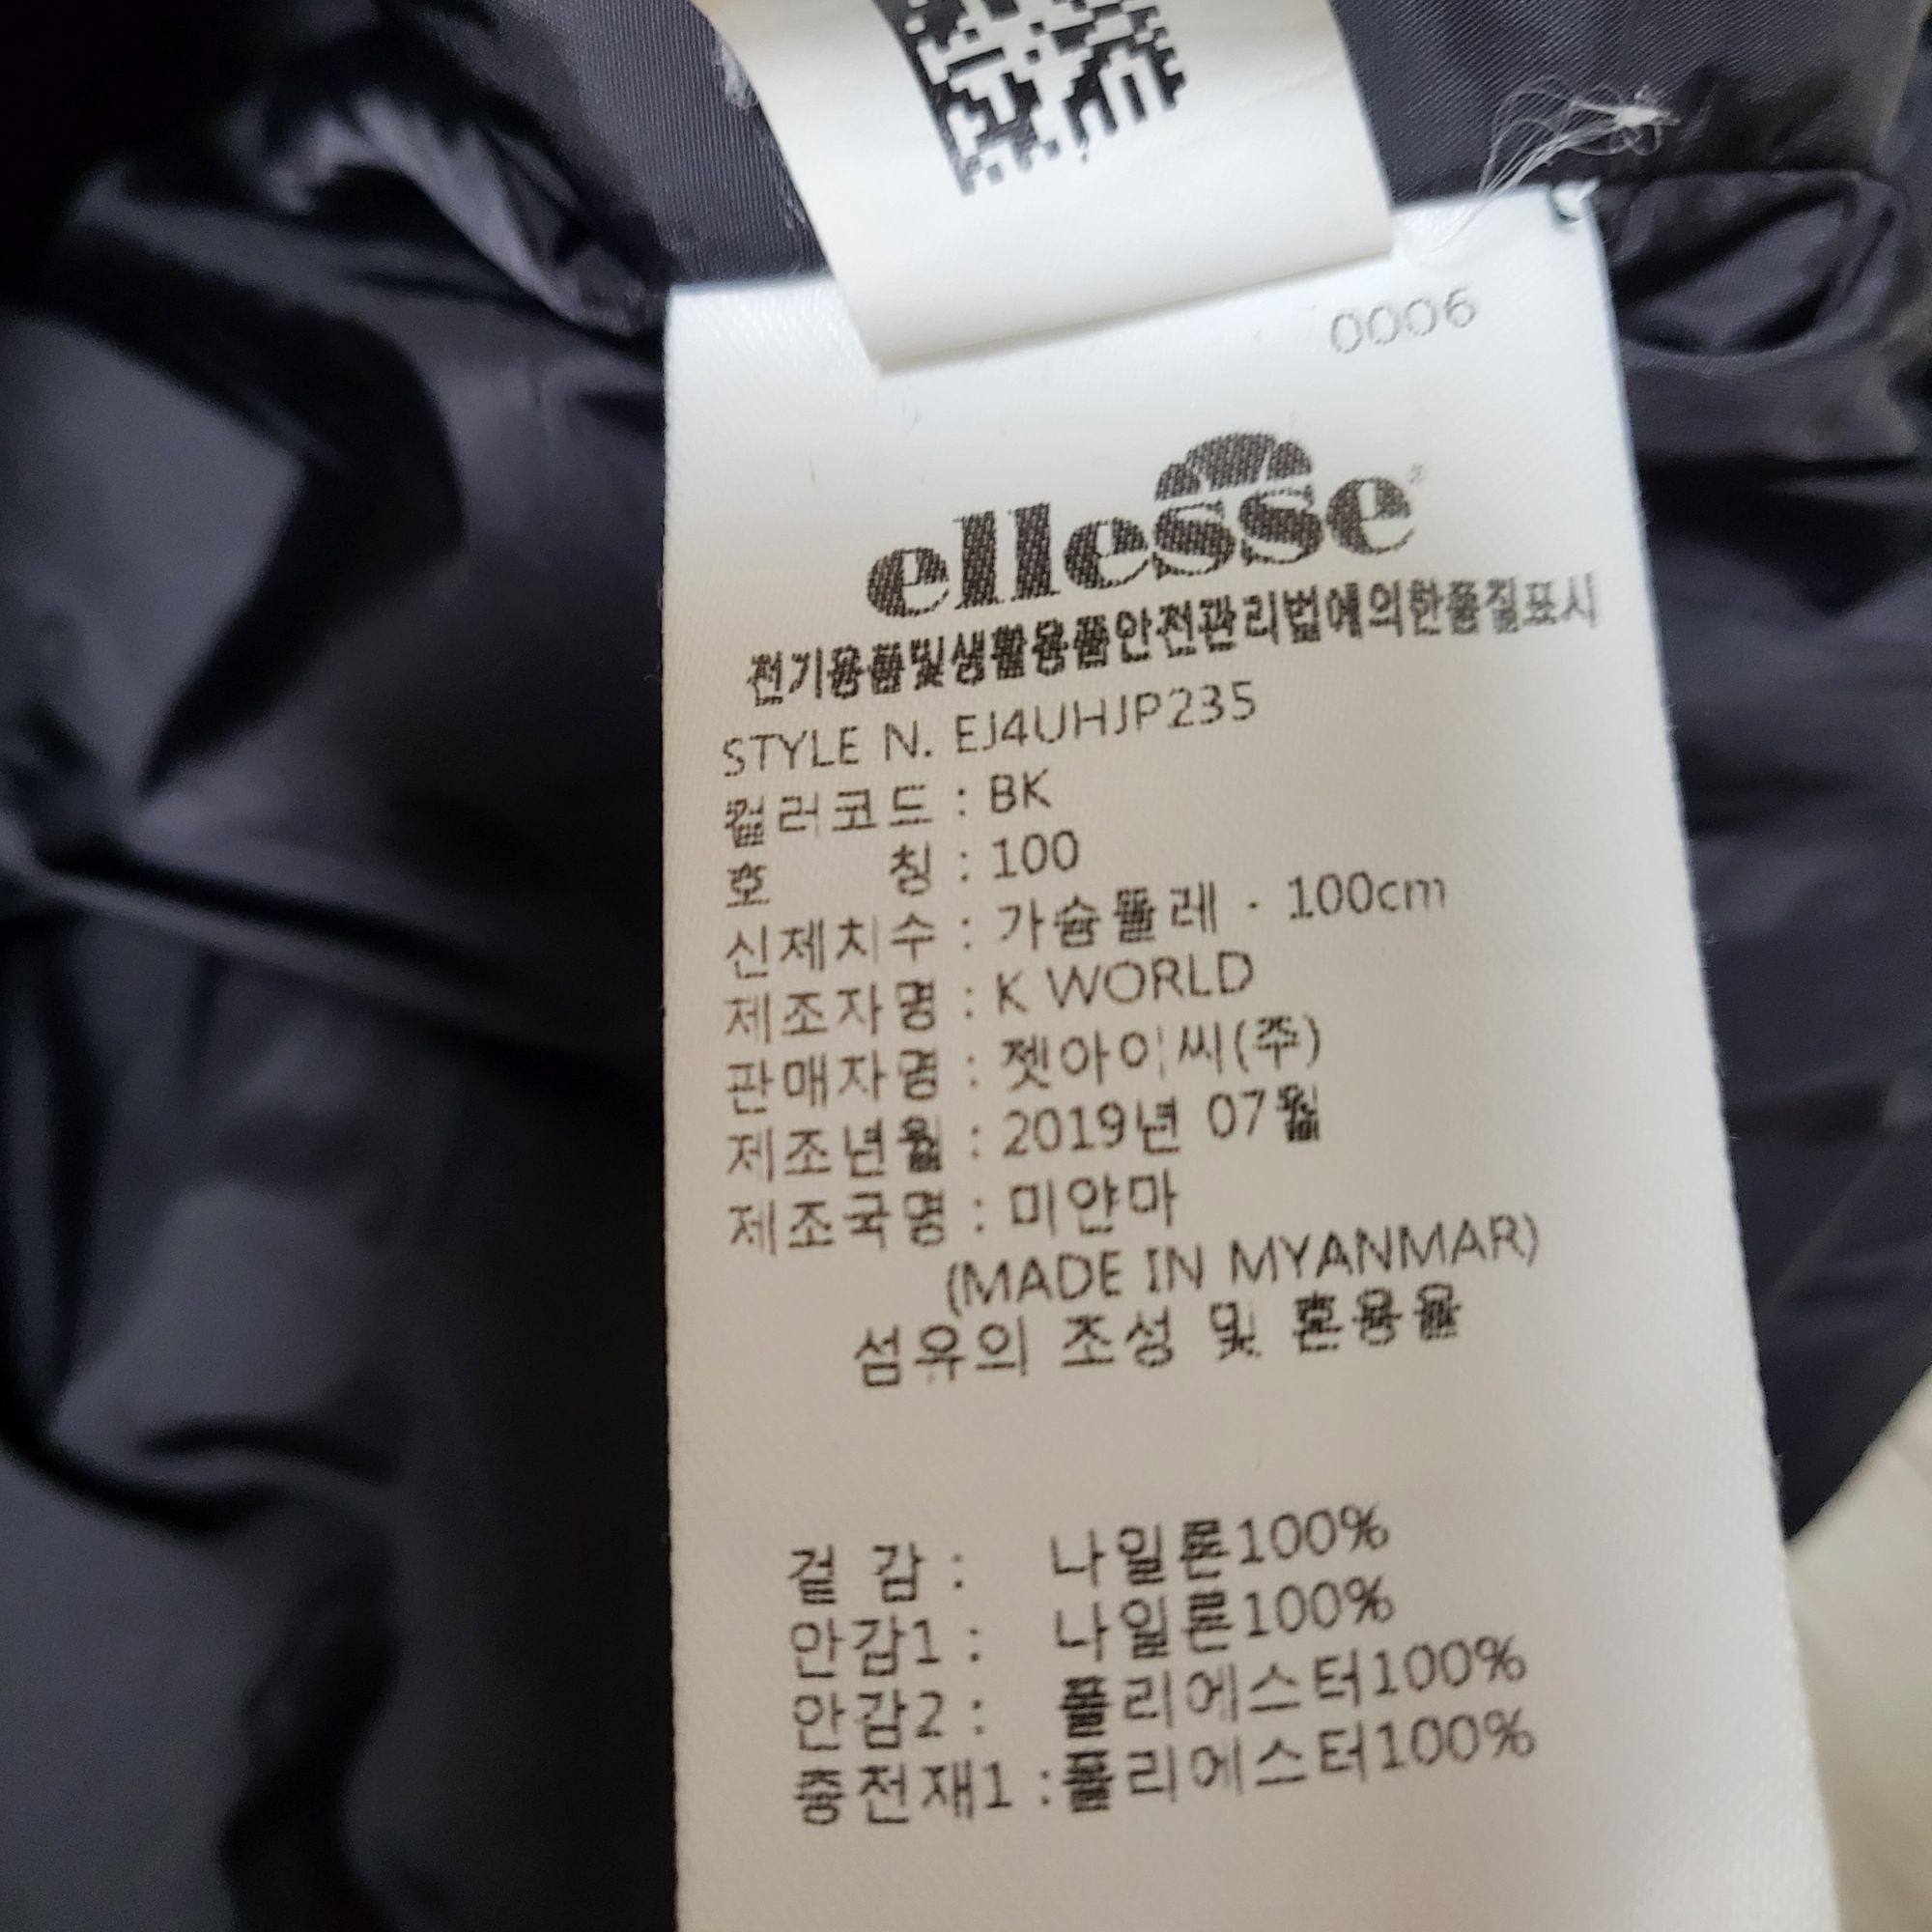 0006
ellesse
전기용품및생활용품안전관리법에의한품질표시
STYLE N. EJ4UHJP235
컬러코드 : BK
호 칭 : 100
신체치수 : 가슴둘레 - 100cm
제조자명 : K WORLD
판매자명 : 젯아이씨(주)
제조년월 : 2019년 07월
제조국명 : 미얀마
(MADE IN MYANMAR)
섬유의 조성 및 혼용율
겉 감 : 나일론100%
안감1 : 나일론100%
안감2 : 폴리에스터100%
충전재1 :폴리에스터100%